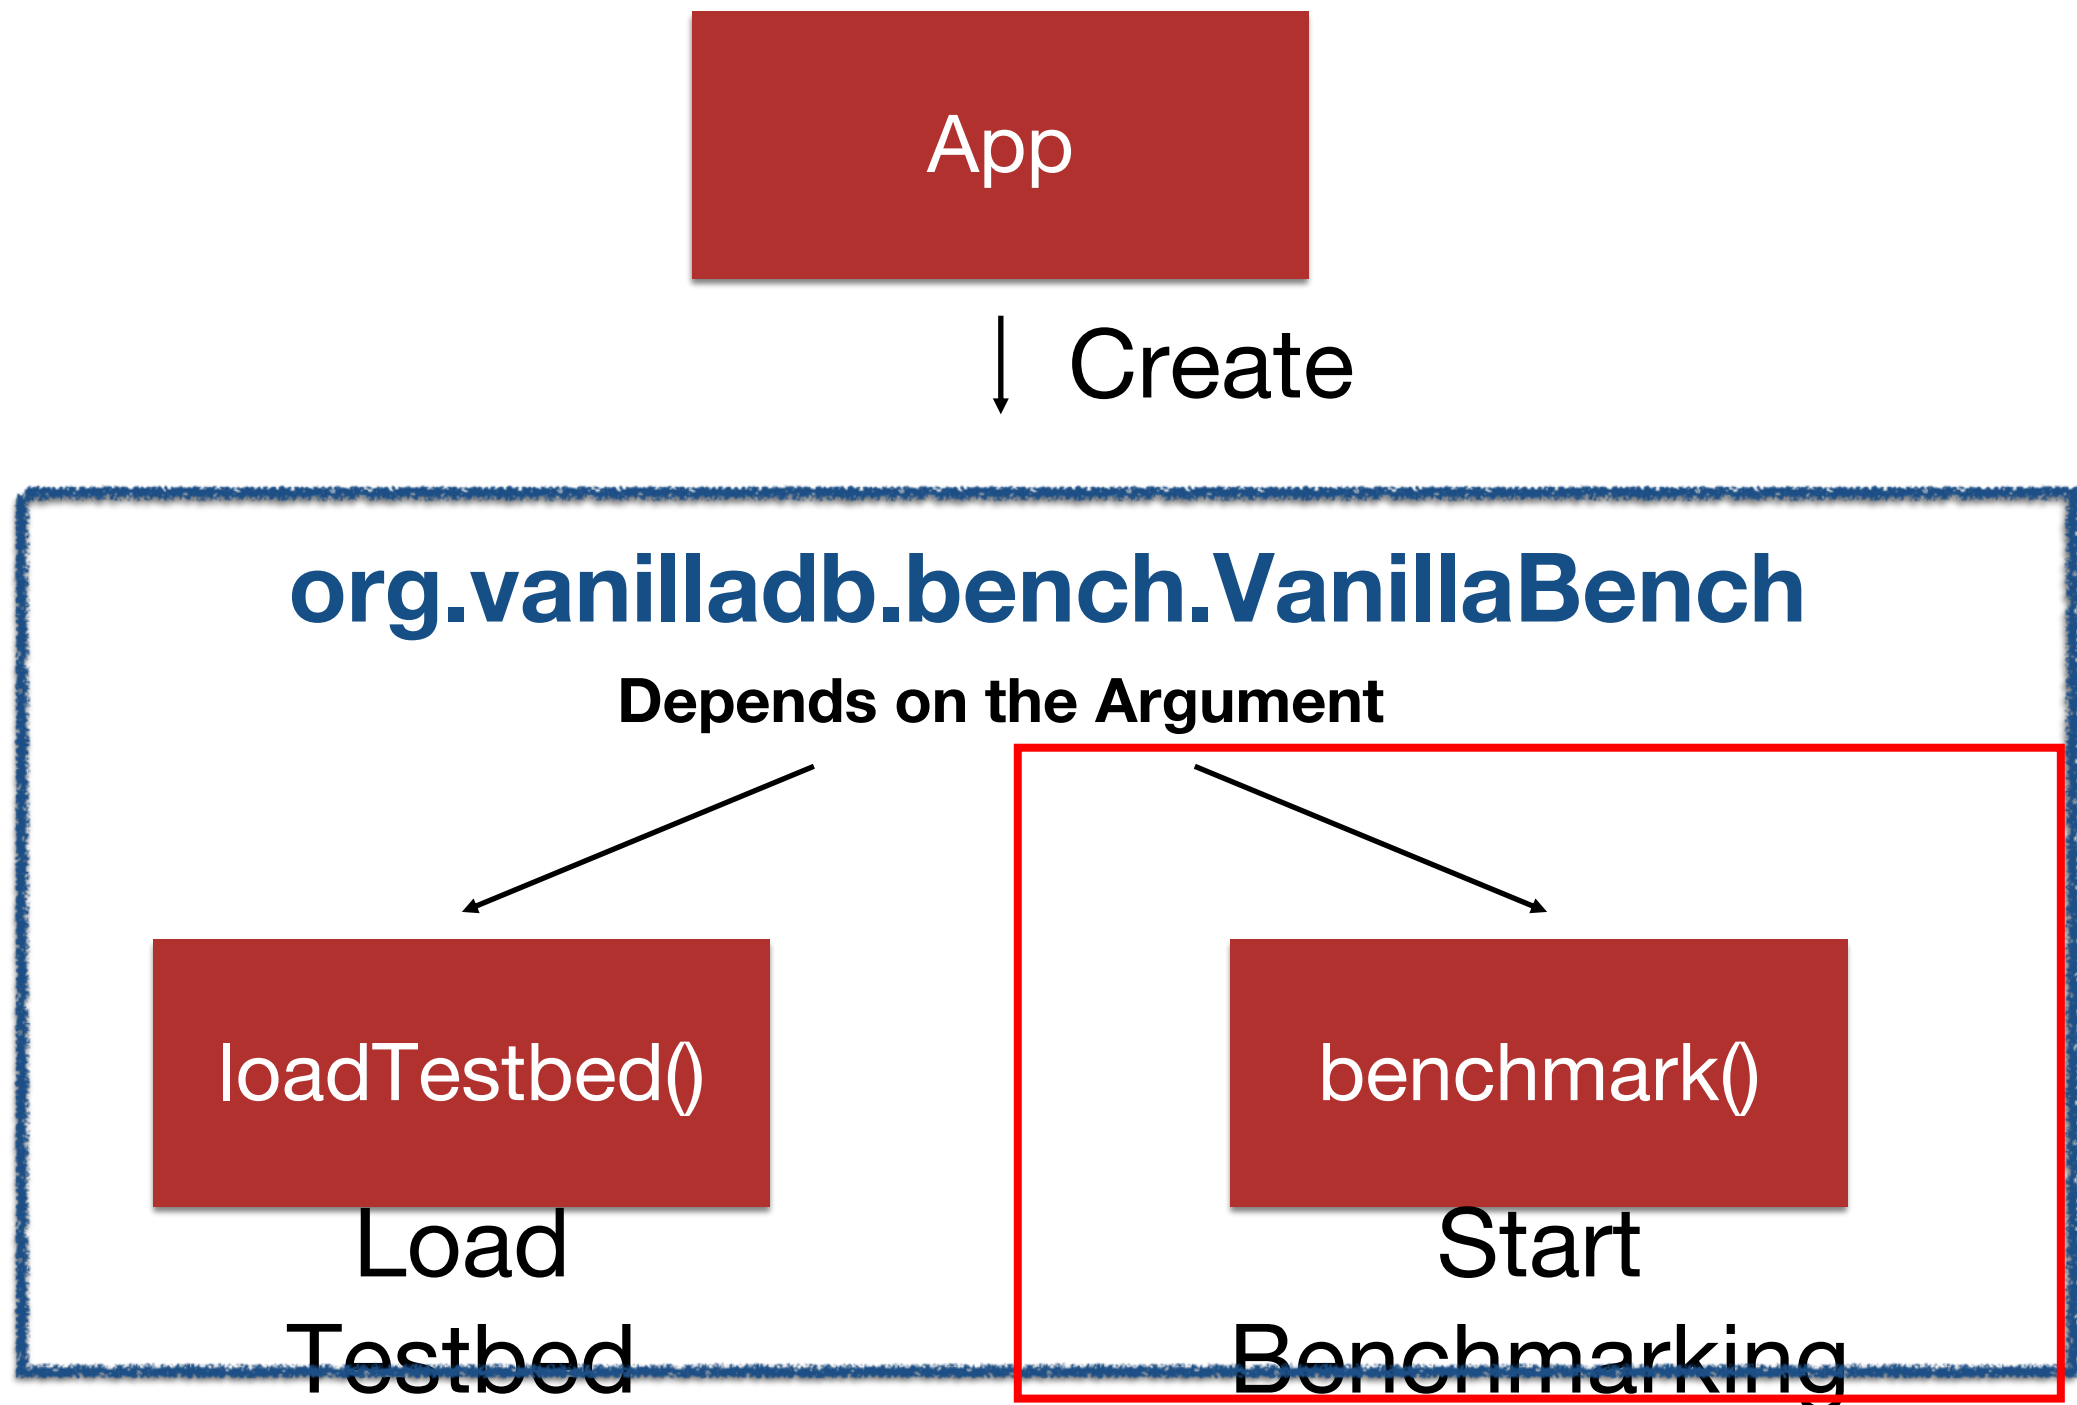 App
Create
org.vanilladb.bench.VanillaBench
Depends on the Argument
loadTestbed()
benchmark()
Load
Testbed
Start
Benchmarking